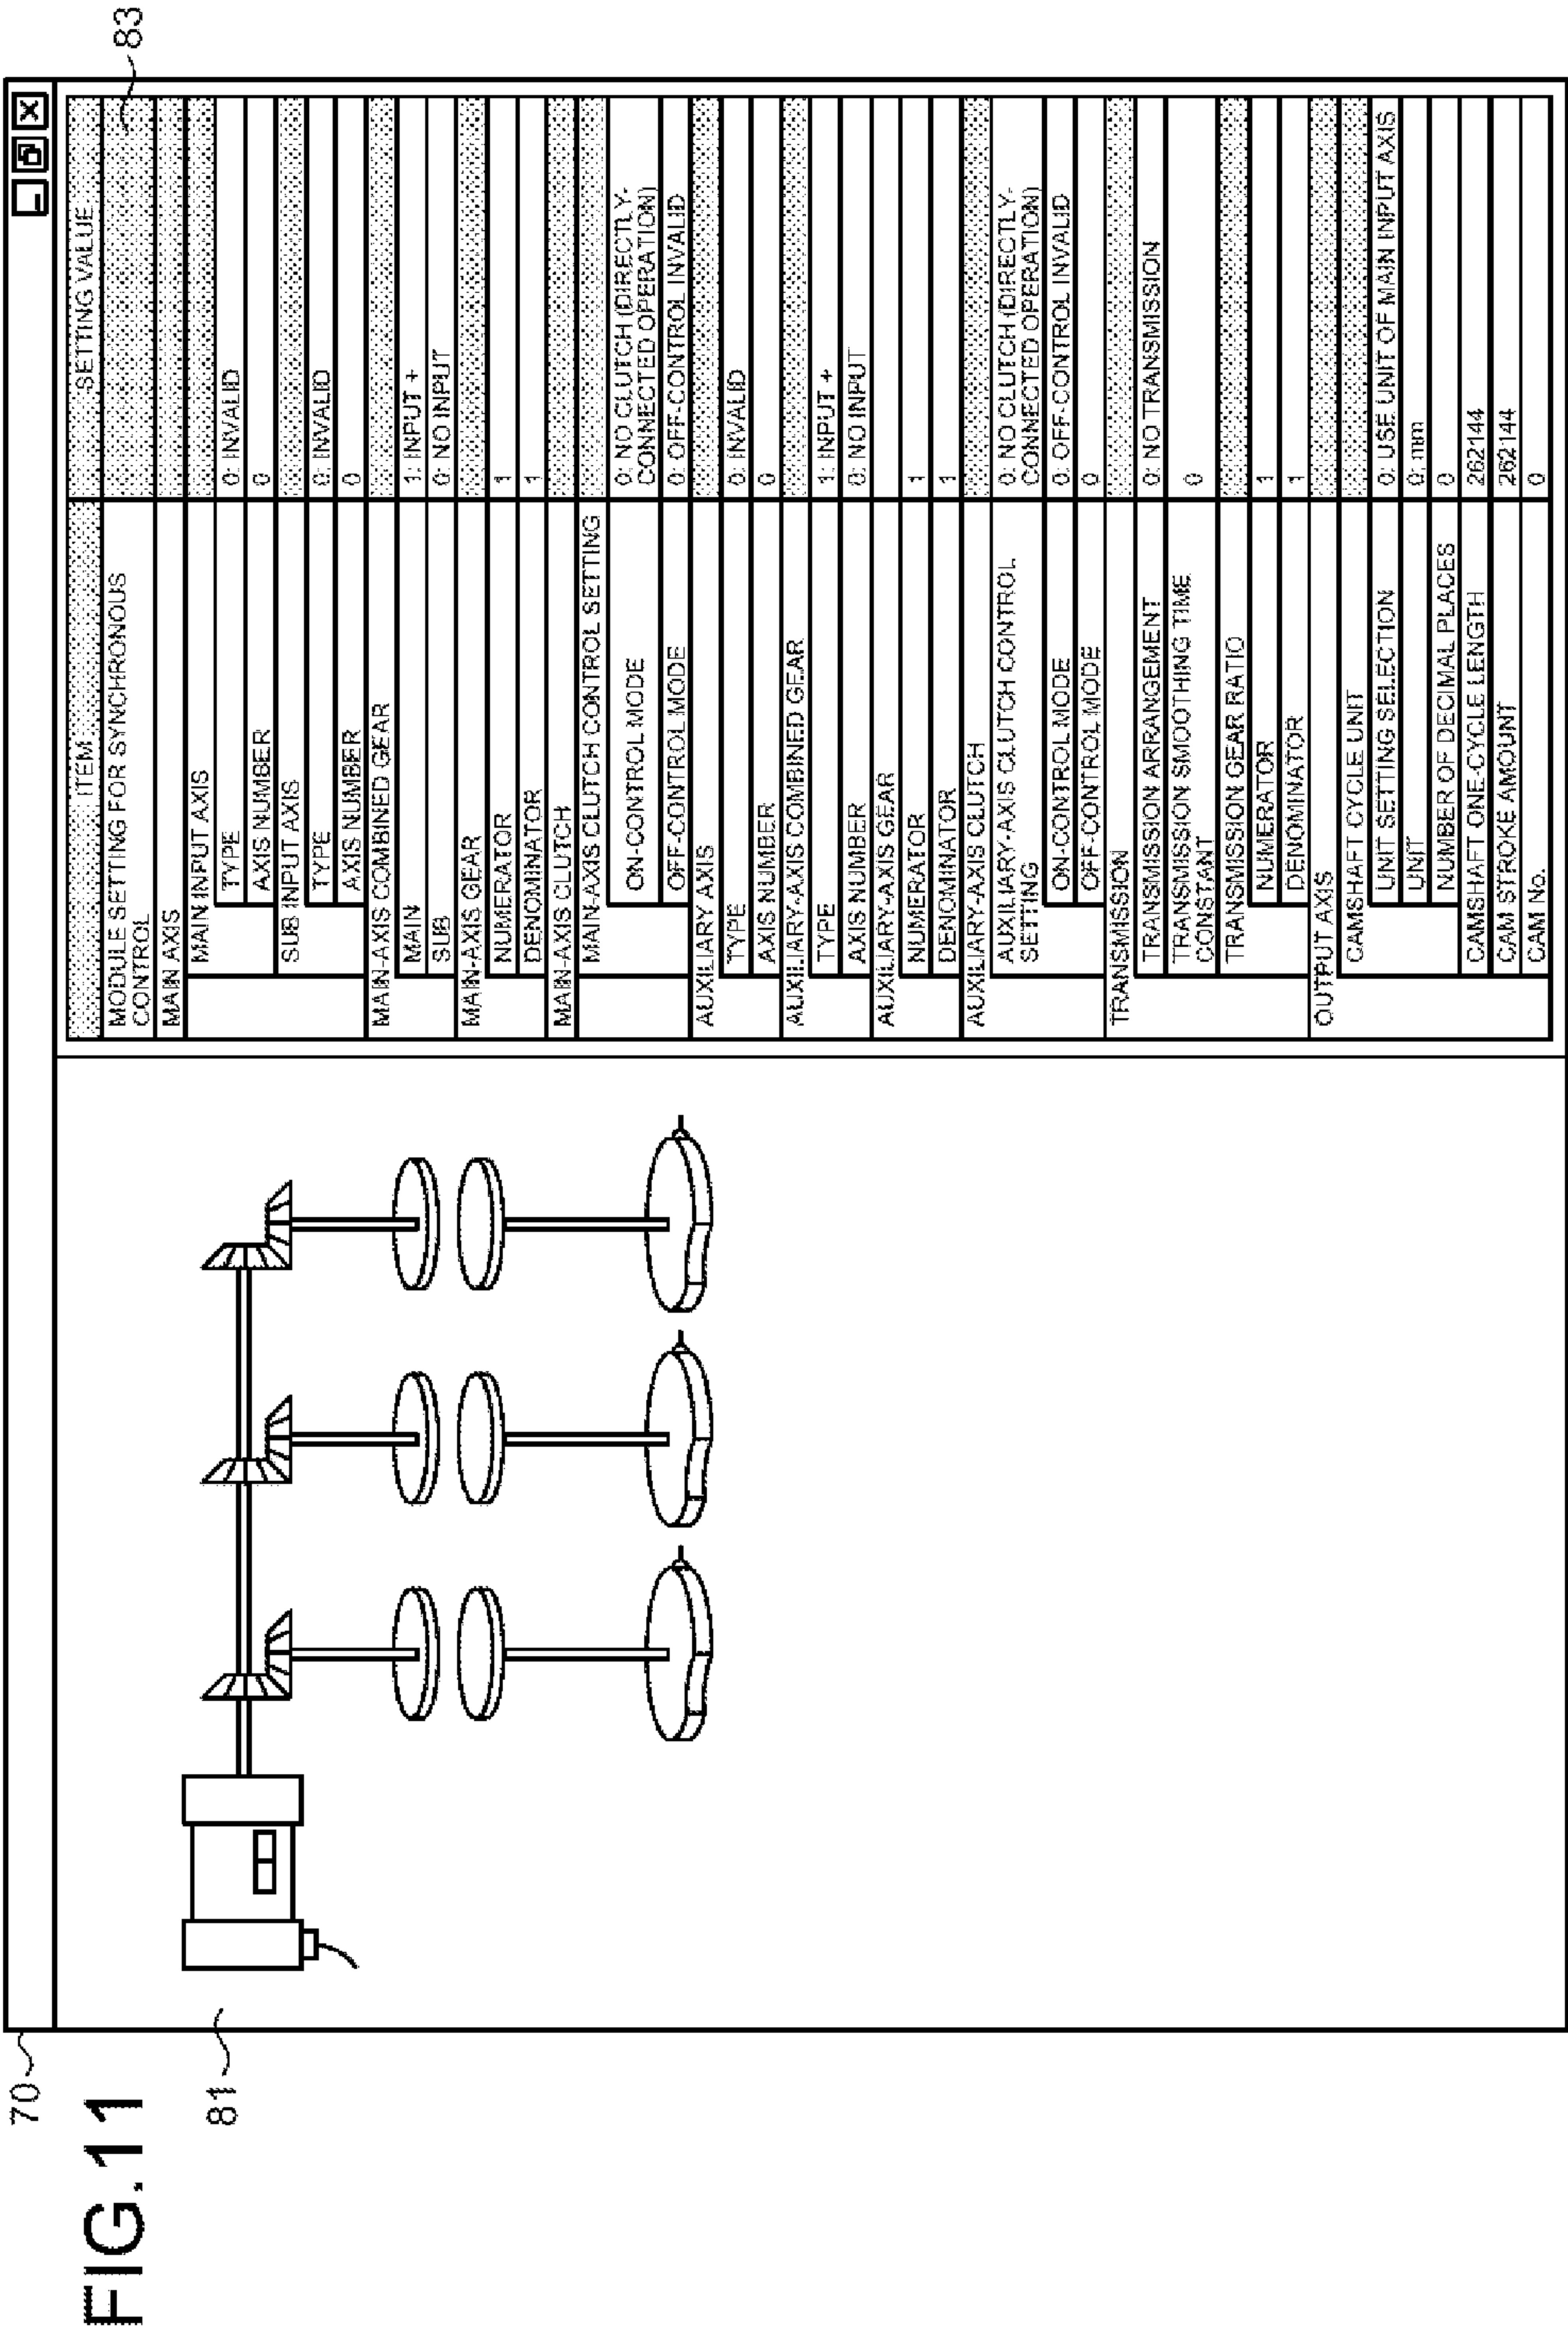 FIG.11
70
81
83
ITEM SETTING VALUE
MODULE SETTING FOR SYNCHRONOUS
CONTROL
MAIN AXIS
MAIN INPUT AXIS
TYPE 0: INVALID
AXIS NUMBER 0
SUB INPUT AXIS
TYPE 0: INVALID
AXIS NUMBER 0
MAIN-AXIS COMBINED GEAR
MAIN 1: INPUT +
SUB 0: NO INPUT
MAIN-AXIS GEAR
NUMERATOR 1
DENOMINATOR 1
MAIN-AXIS CLUTCH
MAIN-AXIS CLUTCH CONTROL SETTING
ON-CONTROL MODE 0: NO CLUTCH (DIRECTLY-
CONNECTED OPERATION)
OFF-CONTROL MODE 0: OFF-CONTROL INVALID
AUXILIARY AXIS
TYPE 0: INVALID
AXIS NUMBER 0
AUXILIARY-AXIS COMBINED GEAR
TYPE 1: INPUT +
AXIS NUMBER 0: NO INPUT
AUXILIARY-AXIS GEAR
NUMERATOR 1
DENOMINATOR 1
AUXILIARY-AXIS CLUTCH
AUXILIARY-AXIS CLUTCH CONTROL 0: NO CLUTCH (DIRECTLY-
SETTING CONNECTED OPERATION)
ON-CONTROL MODE 0: OFF-CONTROL INVALID
OFF-CONTROL MODE 0
TRANSMISSION
TRANSMISSION ARRANGEMENT 0: NO TRANSMISSION
TRANSMISSION SMOOTHING TIME
CONSTANT 0
TRANSMISSION GEAR RATIO
NUMERATOR 1
DENOMINATOR 1
OUTPUT AXIS
CAMSHAFT CYCLE UNIT
UNIT SETTING SELECTION 0: USE UNIT OF MAIN INPUT AXIS
UNIT 0: mm
NUMBER OF DECIMAL PLACES 0
CAMSHAFT ONE-CYCLE LENGTH 262144
CAM STROKE AMOUNT 262144
CAM No. 0